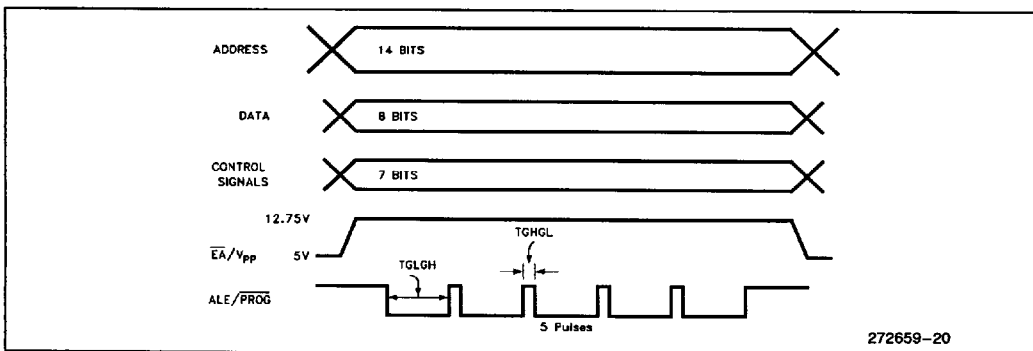 ADDRESS
14 BITS
DATA
8 BITS
CONTROL
SIGNALS
7 BITS
12.75V
TGHGL
EA/Vpp
5V
TGLGH
ALE/PROG
5 Pulses
272659-20